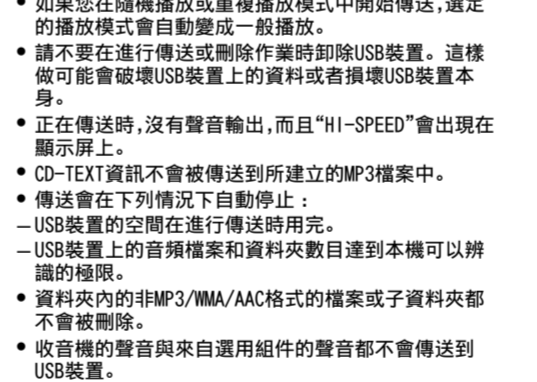 • 如果您在隨機播放或重複播放模式中開始傳送,選定
的播放模式會自動變成一般播放。
• 請不要在進行傳送或刪除作業時卸除USB裝置。這樣
做可能會破壞USB裝置上的資料或者損壞USB裝置本
身。
• 正在傳送時,沒有聲音輸出,而且“HI-SPEED”會出現在
顯示屏上。
• CD-TEXT資訊不會被傳送到所建立的MP3檔案中。
• 傳送會在下列情況下自動停止：
—USB裝置的空間在進行傳送時用完。
—USB裝置上的音頻檔案和資料夾數目達到本機可以辨
識的極限。
• 資料夾內的非MP3/WMA/AAC格式的檔案或子資料夾都
不會被刪除。
• 收音機的聲音與來自選用組件的聲音都不會傳送到
USB裝置。